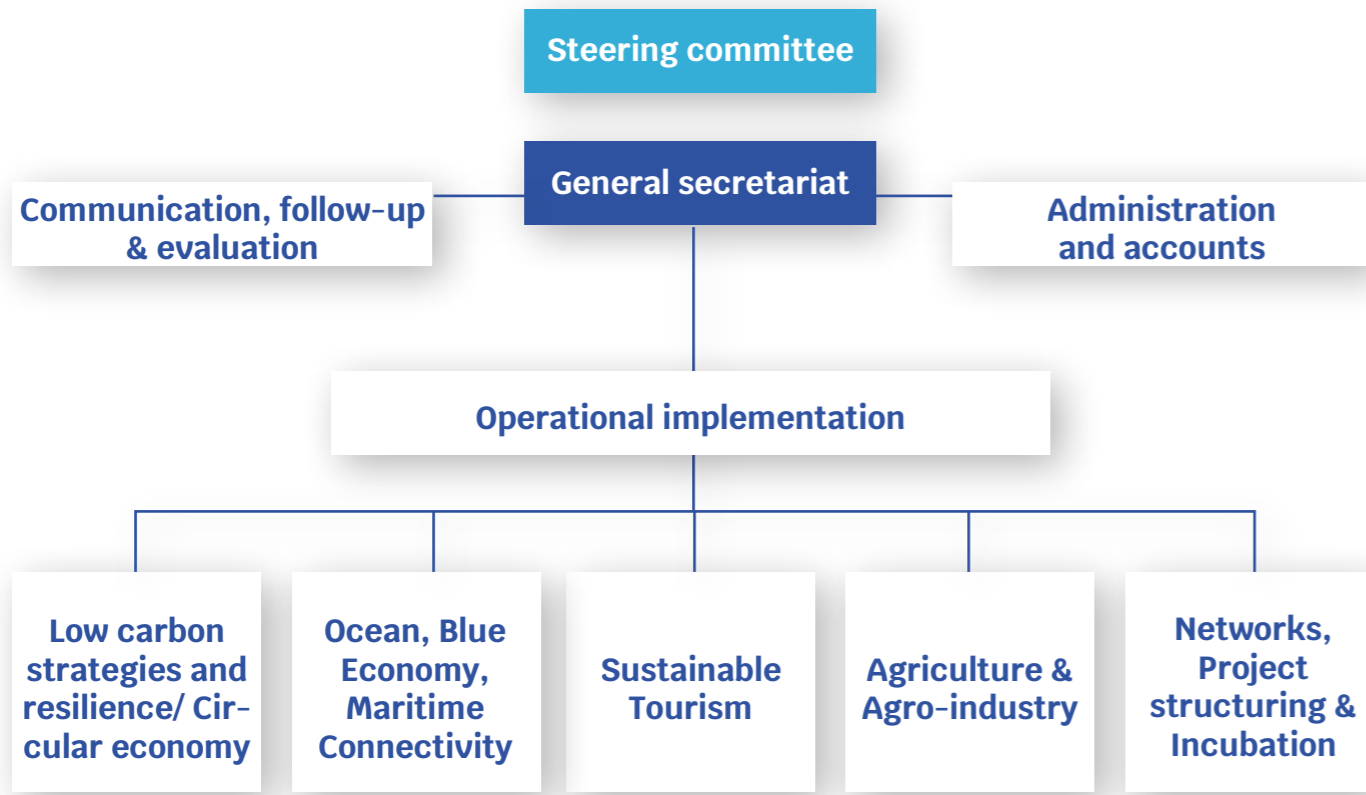 Steering committee
General secretariat
Communication, follow-up
& evaluation
Administration
and accounts
Operational implementation
Low carbon
strategies and
resilience/ Cir-
cular economy
Ocean, Blue
Economy,
Maritime
Connectivity
Sustainable
Tourism
Agriculture &
Agro-industry
Networks,
Project
structuring &
Incubation